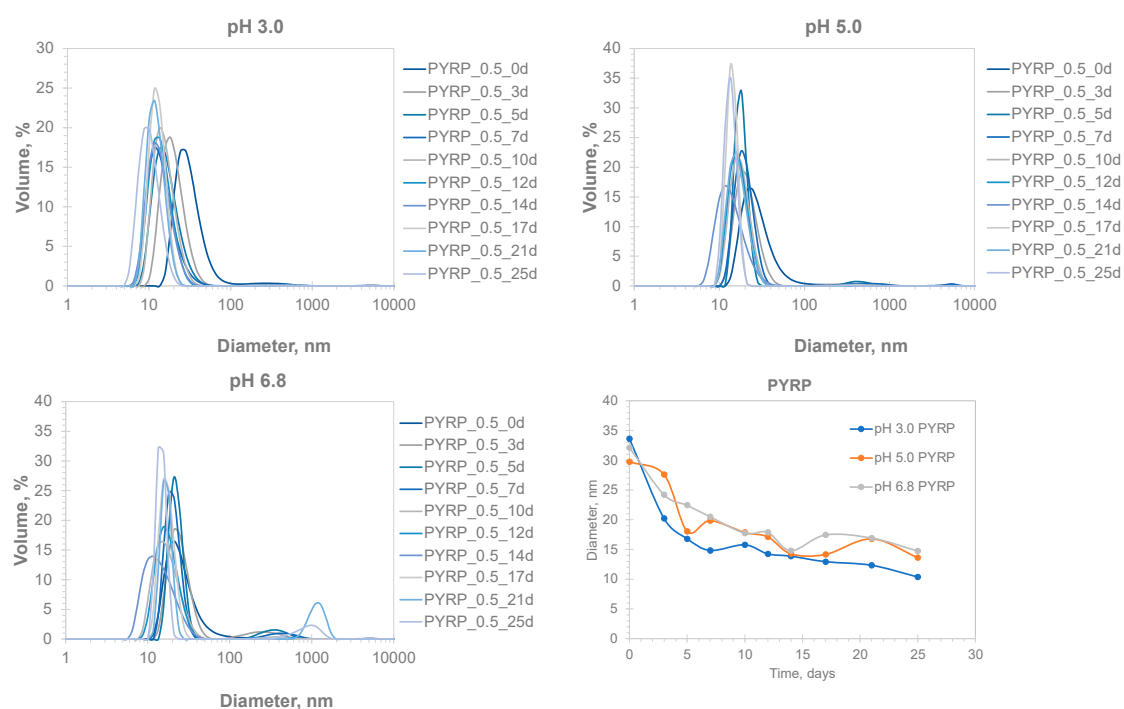 pH 3.0
30
25
20
15
10
5
0
Volume, %
1 10 100 1000 10000
Diameter, nm
PYRP_0.5_0d
PYRP_0.5_3d
PYRP_0.5_5d
PYRP_0.5_7d
PYRP_0.5_10d
PYRP_0.5_12d
PYRP_0.5_14d
PYRP_0.5_17d
PYRP_0.5_21d
PYRP_0.5_25d
pH 5.0
40
35
30
25
20
15
10
5
0
Volume, %
1 10 100 1000 10000
Diameter, nm
PYRP_0.5_0d
PYRP_0.5_3d
PYRP_0.5_5d
PYRP_0.5_7d
PYRP_0.5_10d
PYRP_0.5_12d
PYRP_0.5_14d
PYRP_0.5_17d
PYRP_0.5_21d
PYRP_0.5_25d
pH 6.8
40
35
30
25
20
15
10
5
0
Volume, %
1 10 100 1000 10000
Diameter, nm
PYRP_0.5_0d
PYRP_0.5_3d
PYRP_0.5_5d
PYRP_0.5_7d
PYRP_0.5_10d
PYRP_0.5_12d
PYRP_0.5_14d
PYRP_0.5_17d
PYRP_0.5_21d
PYRP_0.5_25d
PYRP
40
35
30
25
20
15
10
5
0
Diameter, nm
0 5 10 15 20 25 30
Time, days
pH 3.0 PYRP
pH 5.0 PYRP
pH 6.8 PYRP